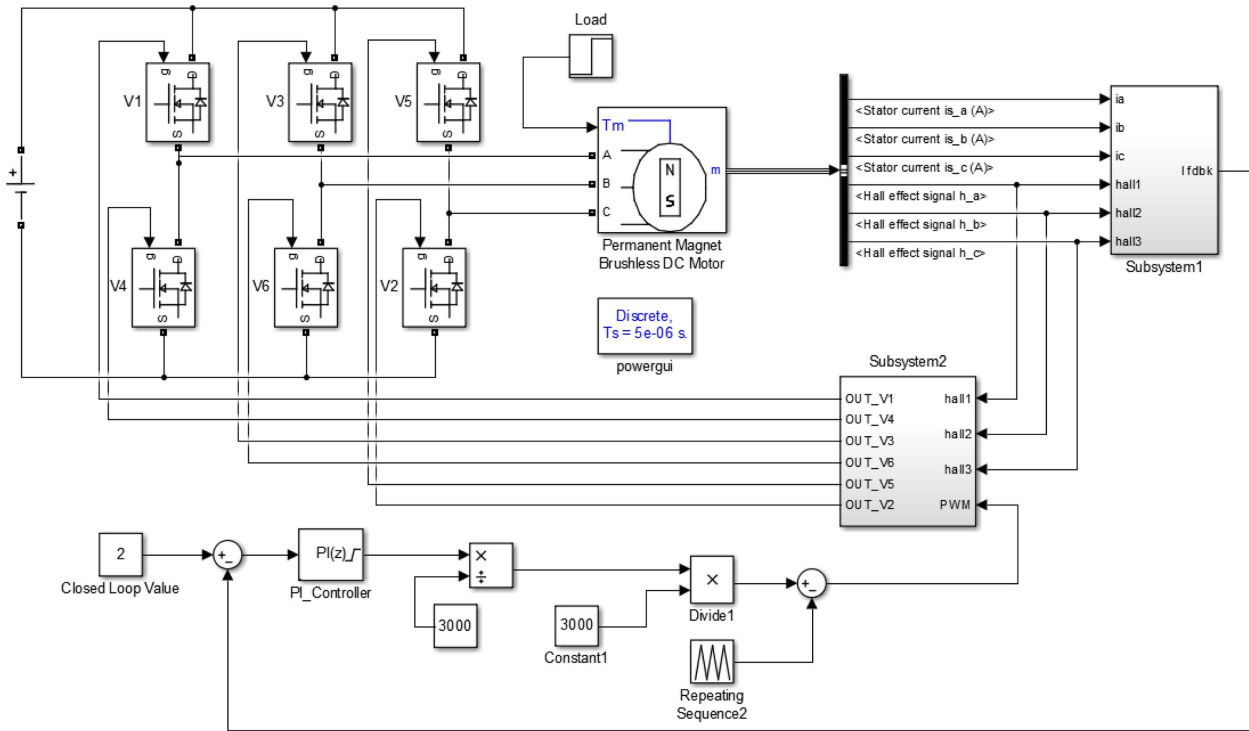 Load
g
D
S
V1
g
D
S
V3
g
D
S
V5
+
g
D
S
V4
g
D
S
V6
g
D
S
V2
Tm
A
B
C
N
S
m
Permanent Magnet
Brushless DC Motor
<Stator current is_a (A)>
<Stator current is_b (A)>
<Stator current is_c (A)>
<Hall effect signal h_a>
<Hall effect signal h_b>
<Hall effect signal h_c>
ia
ib
ic
hall1
hall2
hall3
Ifdbk
Subsystem1
Discrete,
Ts = 5e-06 s.
powergui
Subsystem2
OUT_V1
OUT_V4
OUT_V3
OUT_V6
OUT_V5
OUT_V2
hall1
hall2
hall3
PWM
2
Closed Loop Value
+
−
PI(z)
PI_Controller
×
÷
3000
3000
Constant1
×
Divide1
+
−
Repeating
Sequence2